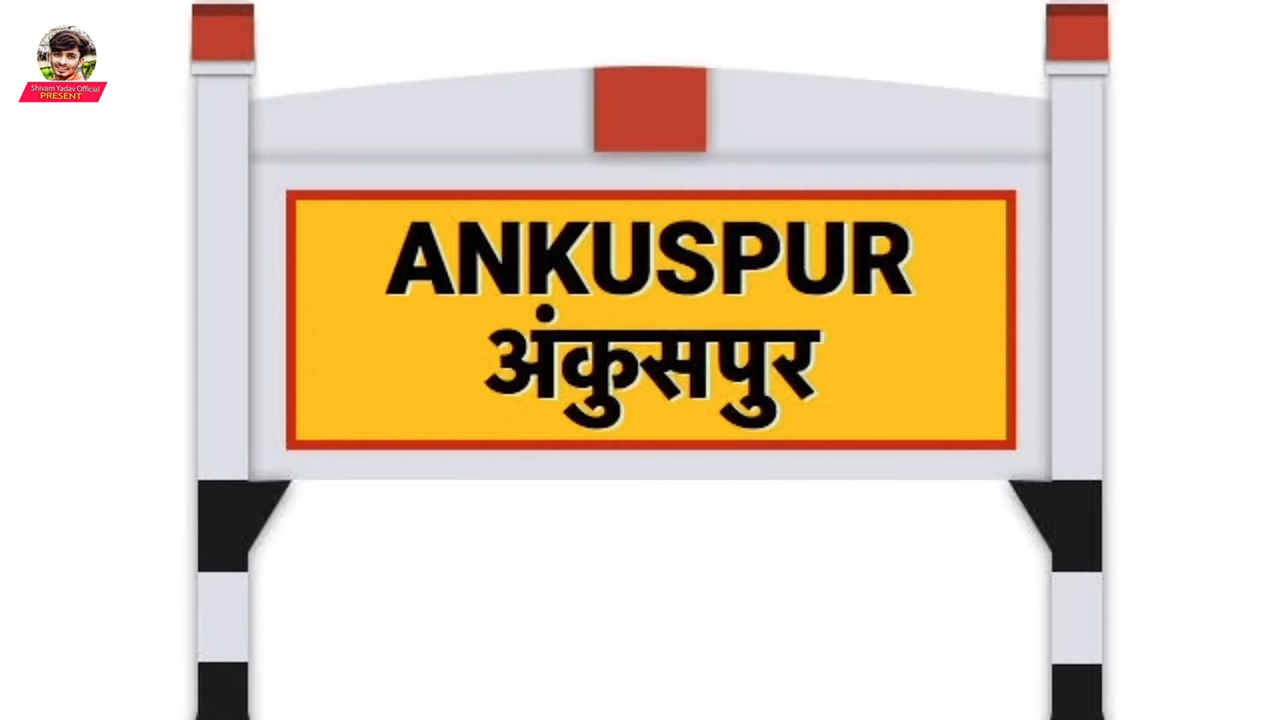 Shivam Yadav Official
PRESENT
ANKUSPUR
अंकुसपुर